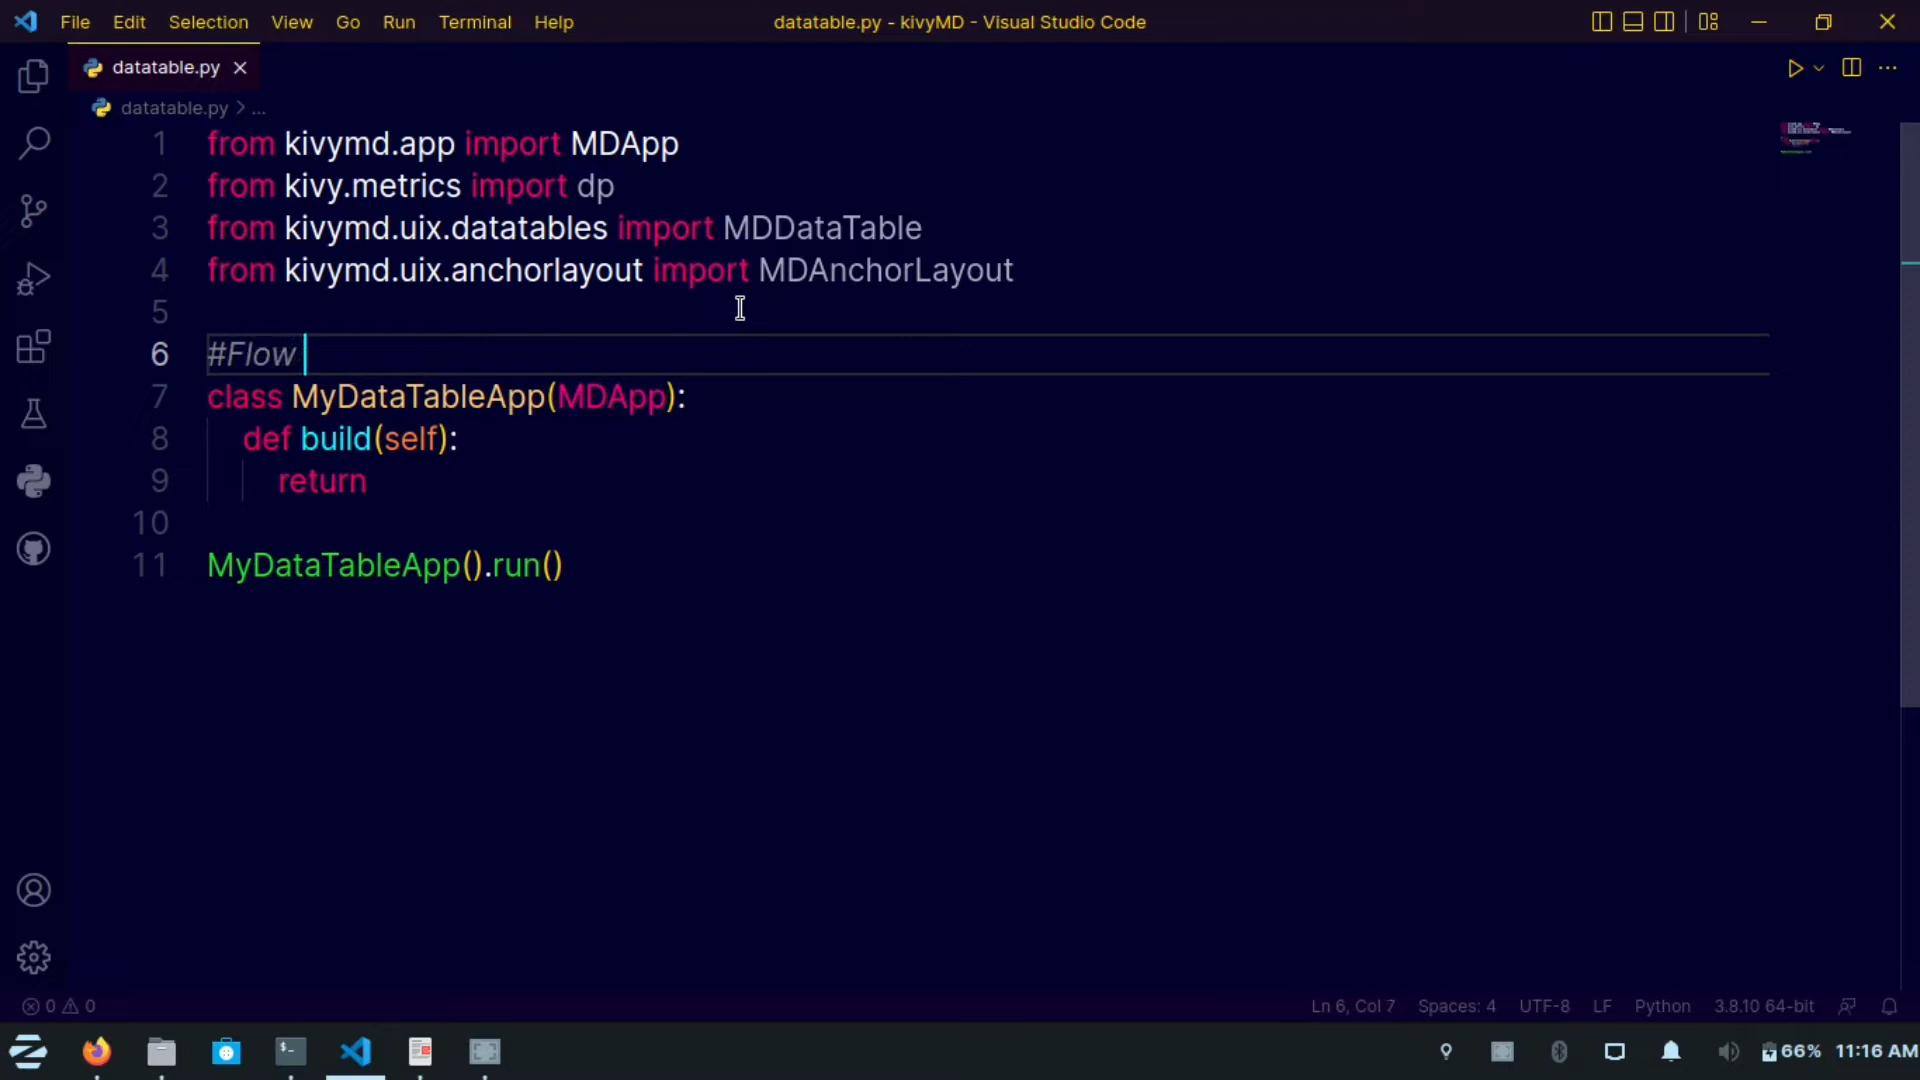 File Edit Selection View Go Run Terminal Help datatable.py - kivyMD - Visual Studio Code
datatable.py
datatable.py > ...
1 from kivymd.app import MDApp
2 from kivy.metrics import dp
3 from kivymd.uix.datatables import MDDataTable
4 from kivymd.uix.anchorlayout import MDAnchorLayout
5
6 #Flow
7 class MyDataTableApp(MDApp):
8 def build(self):
9 return
10
11 MyDataTableApp().run()
0 0 Ln 6, Col 7 Spaces: 4 UTF-8 LF Python 3.8.10 64-bit
66% 11:16 AM